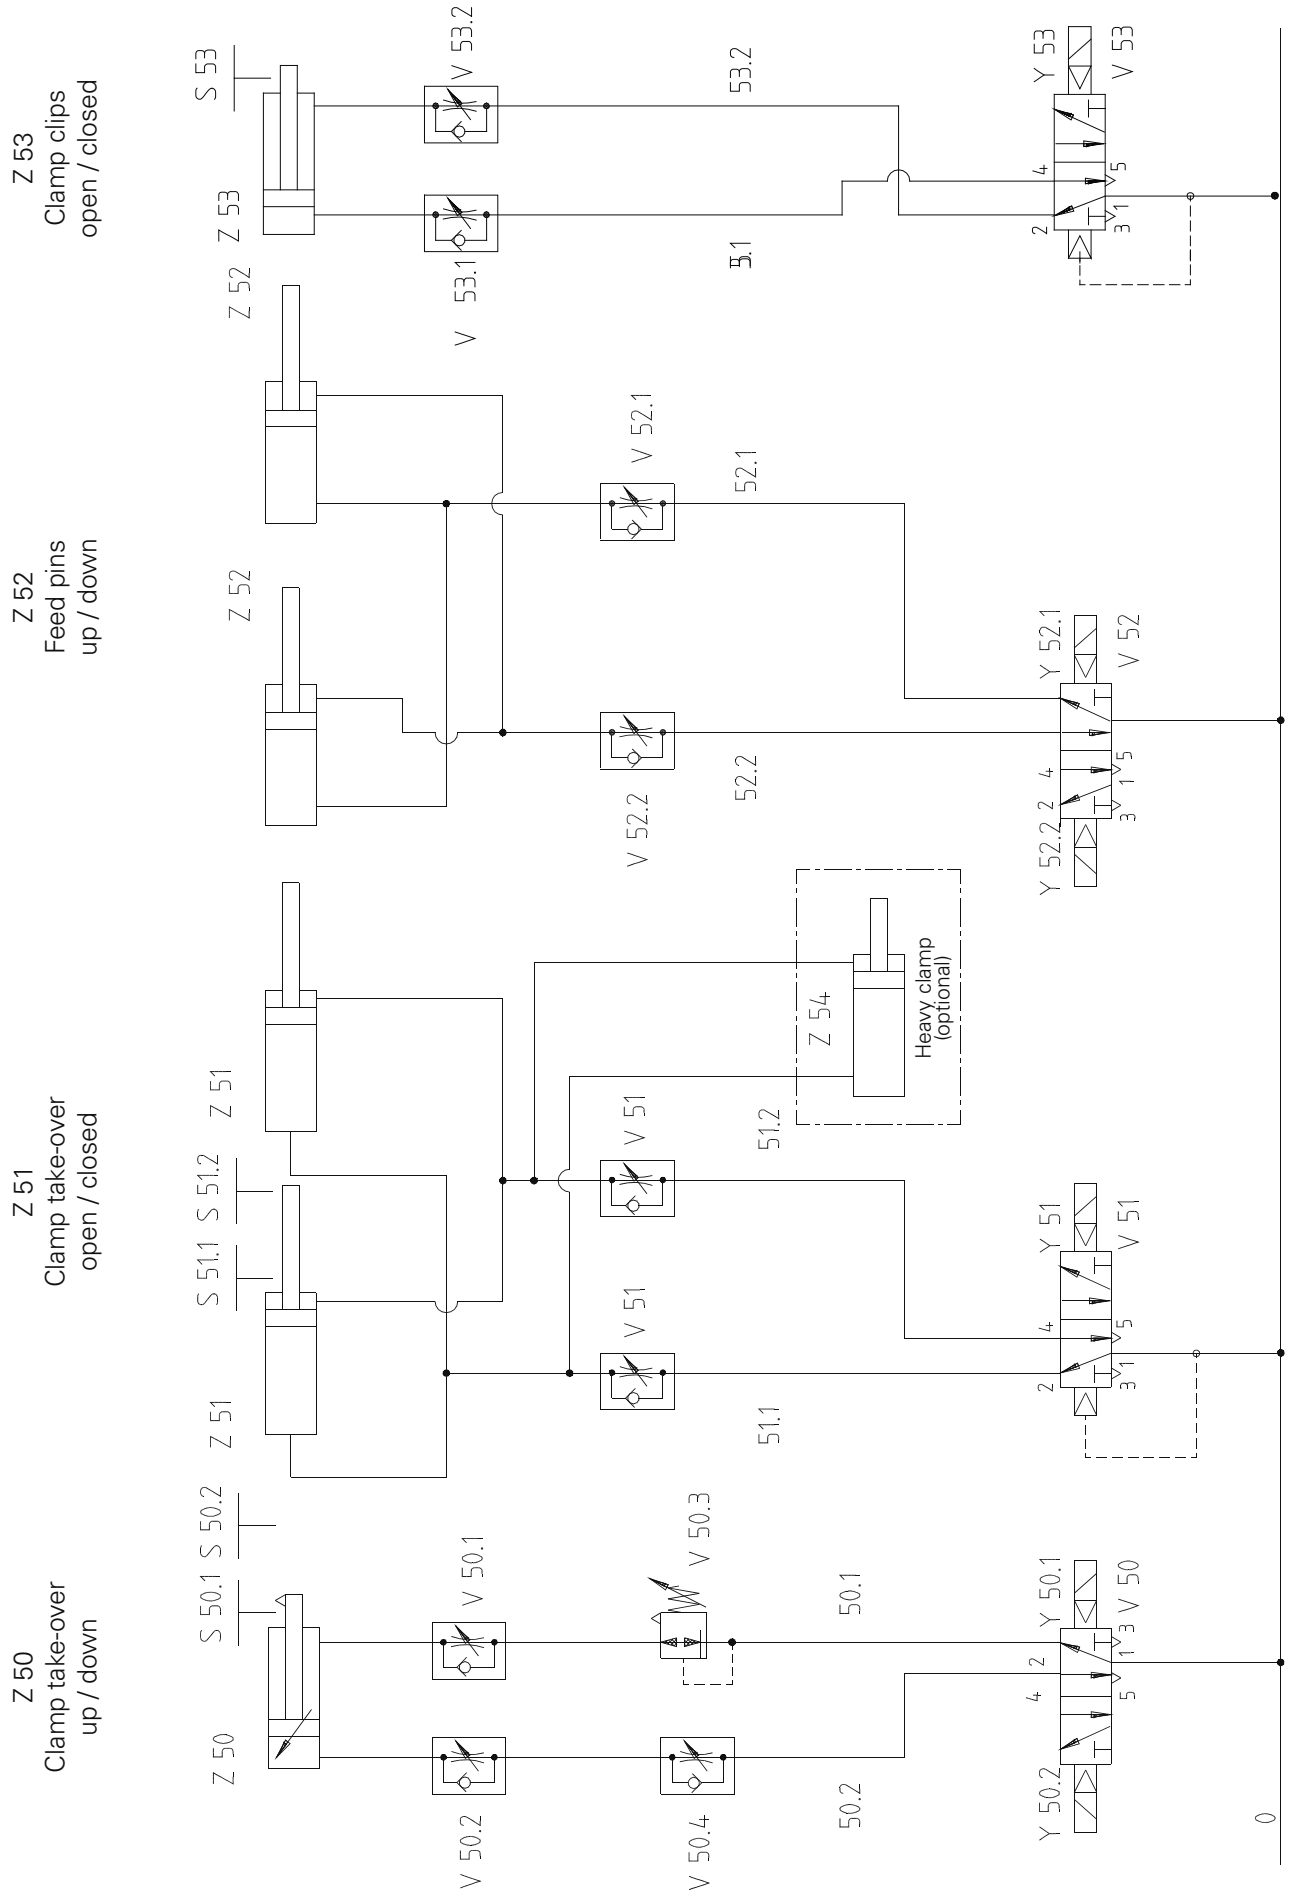 Z 50
Clamp take-over
up / down
Z 51
Clamp take-over
open / closed
Z 52
Feed pins
up / down
Z 53
Clamp clips
open / closed
Z 50
S 50.1
S 50.2
V 50.2
V 50.1
V 50.4
V 50.3
50.2
50.1
Y 50.2
4
2
5
1
3
Y 50.1
V 50
0
Z 51
S 51.1
S 51.2
Z 51
V 51
V 51
51.1
51.2
Z 54
Heavy clamp
(optional)
2
4
3
1
5
Y 51
V 51
Z 52
Z 52
V 52.2
V 52.1
52.2
52.1
Y 52.2
2
4
3
1
5
Y 52.1
V 52
Z 53
S 53
V 53.1
V 53.2
53.2
2
4
3
1
5
Y 53
V 53